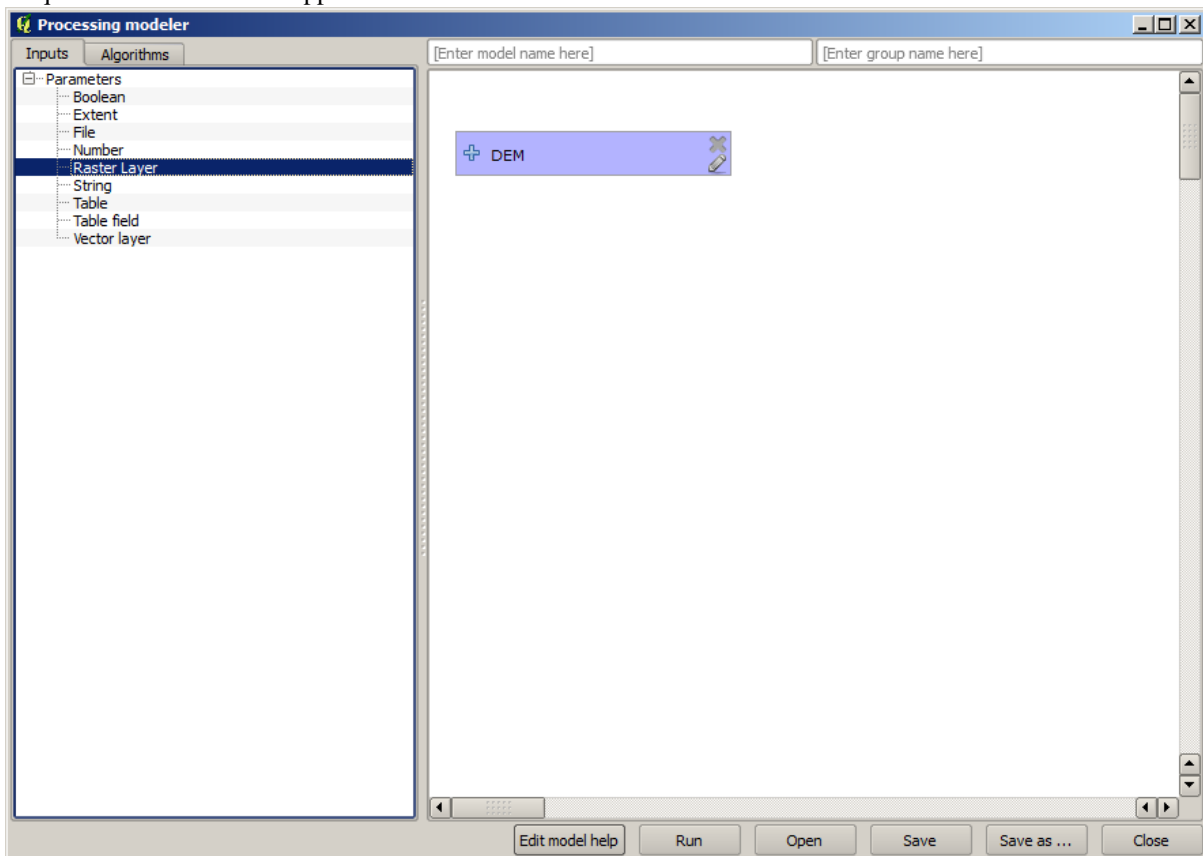 Processing modeler
Inputs Algorithms
[Enter model name here] [Enter group name here]
Parameters
Boolean
Extent
File
Number
Raster Layer
String
Table
Table field
Vector layer
DEM
Edit model help Run Open Save Save as ... Close